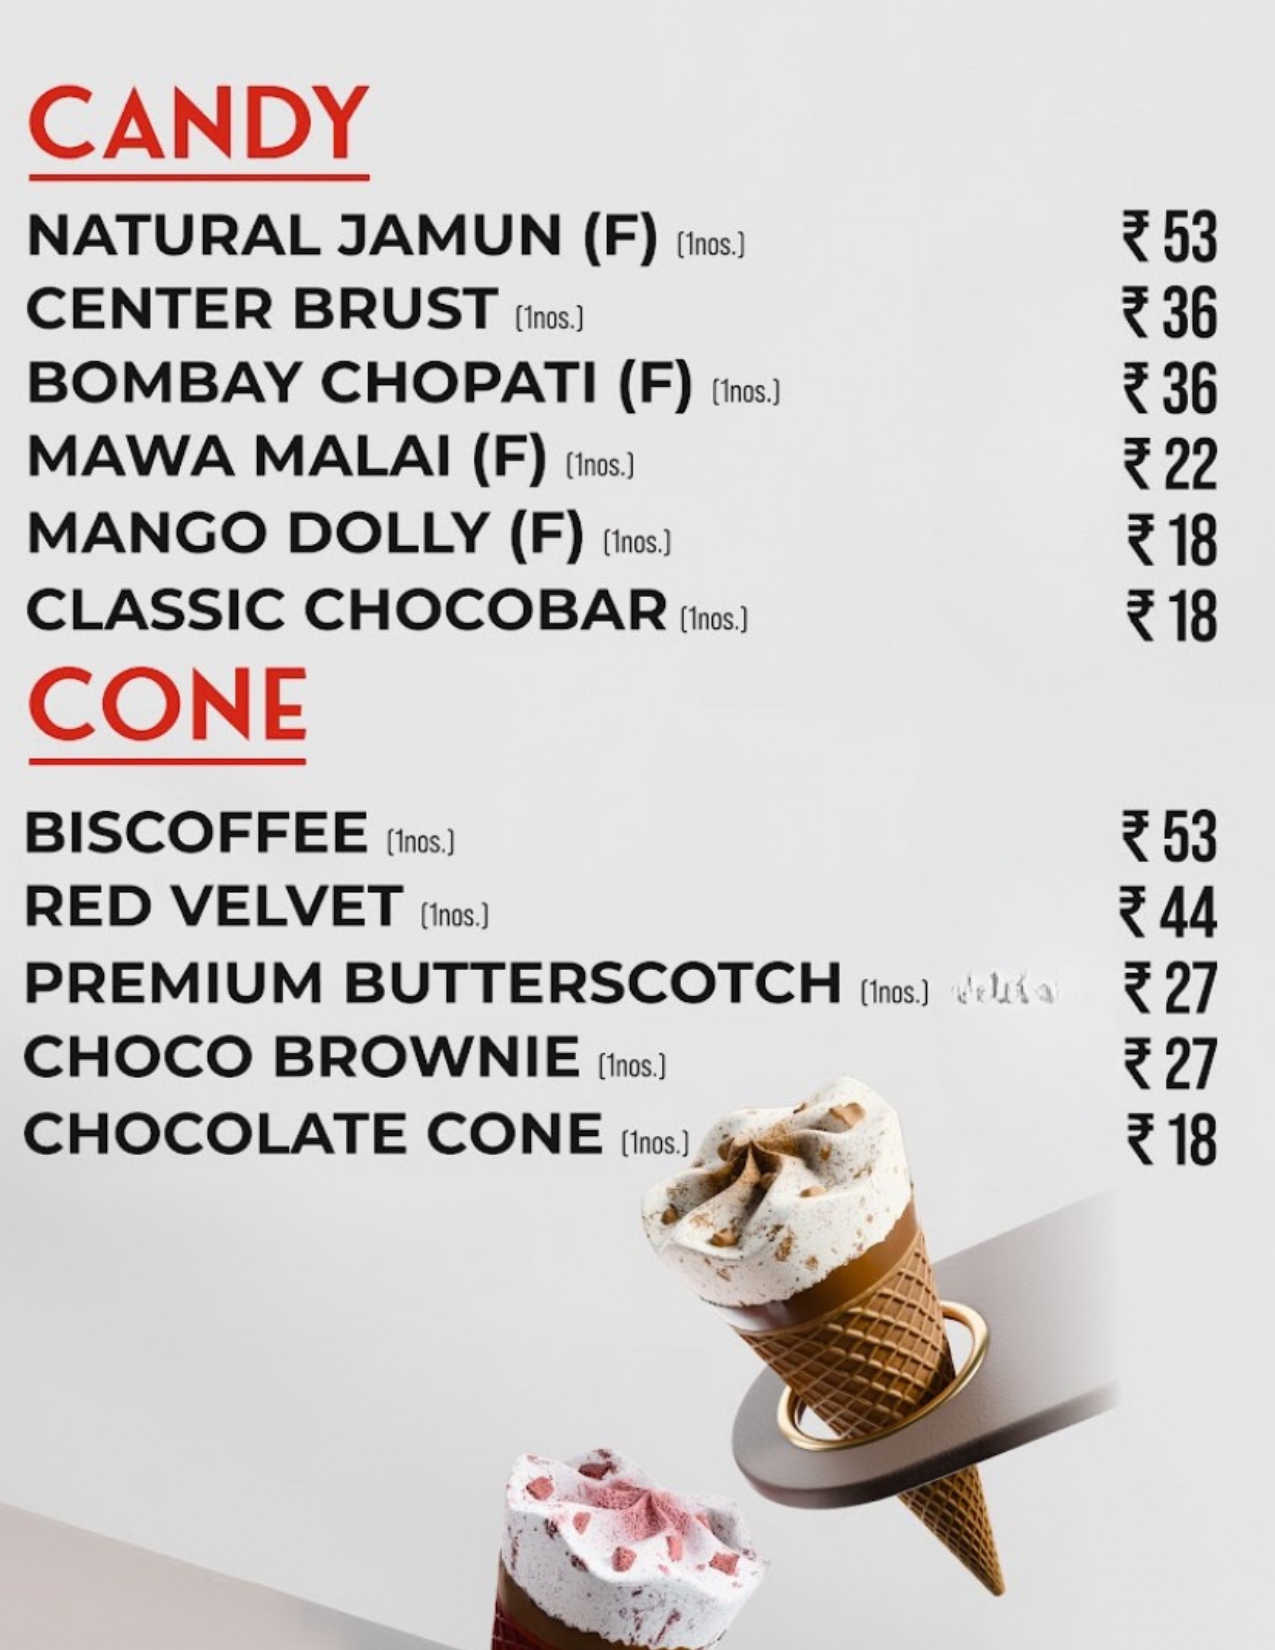 CANDY
NATURAL JAMUN (F) (1nos.) ₹ 53
CENTER BRUST (1nos.) ₹ 36
BOMBAY CHOPATI (F) (1nos.) ₹ 36
MAWA MALAI (F) (1nos.) ₹ 22
MANGO DOLLY (F) (1nos.) ₹ 18
CLASSIC CHOCOBAR (1nos.) ₹ 18
CONE
BISCOFFEE (1nos.) ₹ 53
RED VELVET (1nos.) ₹ 44
PREMIUM BUTTERSCOTCH (1nos.) ₹ 27
CHOCO BROWNIE (1nos.) ₹ 27
CHOCOLATE CONE (1nos.) ₹ 18